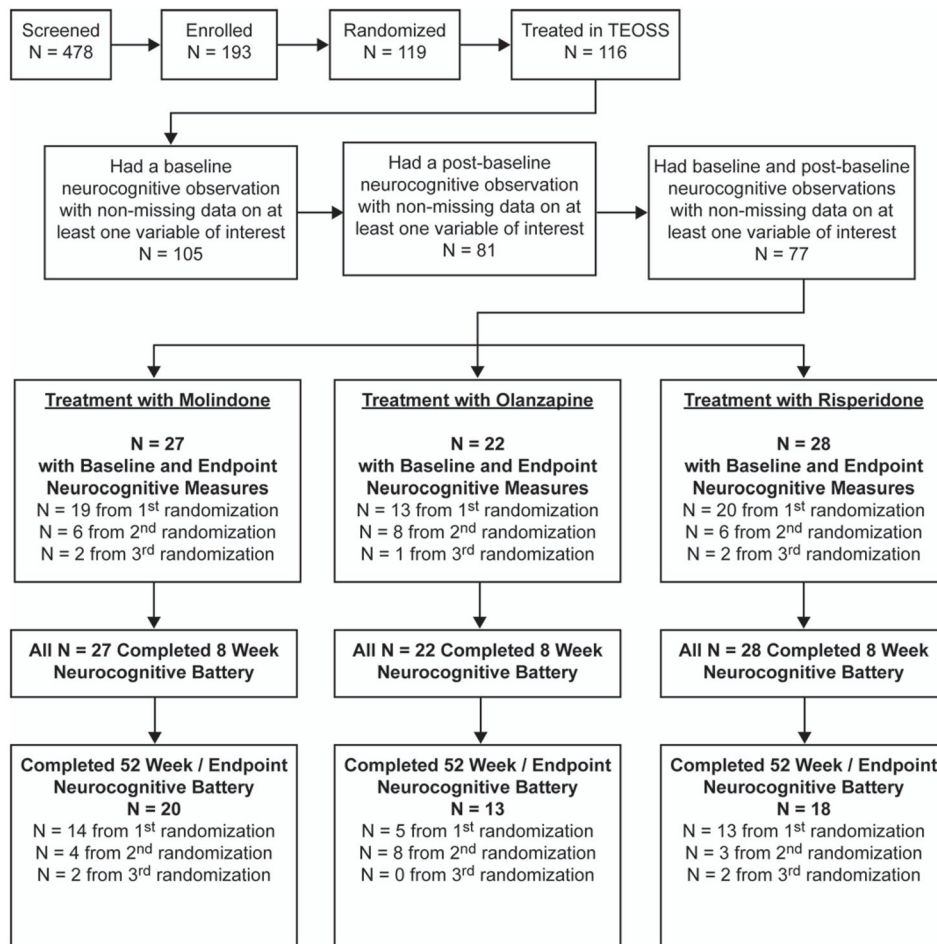 Screened
N = 478
Enrolled
N = 193
Randomized
N = 119
Treated in TEOSS
N = 116
Had a baseline
neurocognitive observation
with non-missing data on at
least one variable of interest
N = 105
Had a post-baseline
neurocognitive observation
with non-missing data on at
least one variable of interest
N = 81
Had baseline and post-baseline
neurocognitive observations
with non-missing data on at
least one variable of interest
N = 77
Treatment with Molindone
N = 27
with Baseline and Endpoint
Neurocognitive Measures
N = 19 from 1st randomization
N = 6 from 2nd randomization
N = 2 from 3rd randomization
Treatment with Olanzapine
N = 22
with Baseline and Endpoint
Neurocognitive Measures
N = 13 from 1st randomization
N = 8 from 2nd randomization
N = 1 from 3rd randomization
Treatment with Risperidone
N = 28
with Baseline and Endpoint
Neurocognitive Measures
N = 20 from 1st randomization
N = 6 from 2nd randomization
N = 2 from 3rd randomization
All N = 27 Completed 8 Week
Neurocognitive Battery
All N = 22 Completed 8 Week
Neurocognitive Battery
All N = 28 Completed 8 Week
Neurocognitive Battery
Completed 52 Week / Endpoint
Neurocognitive Battery
N = 20
N = 14 from 1st randomization
N = 4 from 2nd randomization
N = 2 from 3rd randomization
Completed 52 Week / Endpoint
Neurocognitive Battery
N = 13
N = 5 from 1st randomization
N = 8 from 2nd randomization
N = 0 from 3rd randomization
Completed 52 Week / Endpoint
Neurocognitive Battery
N = 18
N = 13 from 1st randomization
N = 3 from 2nd randomization
N = 2 from 3rd randomization